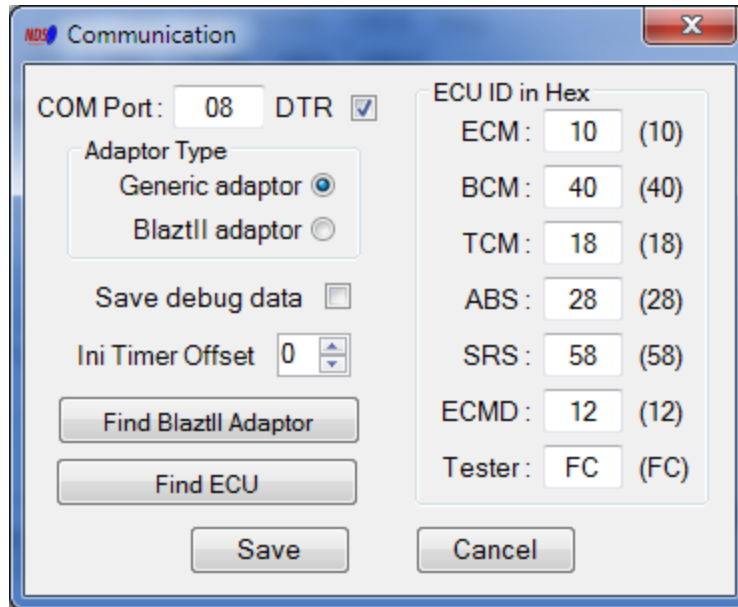 NDS Communication
COM Port : 08 DTR
Adaptor Type
Generic adaptor
BlaztII adaptor
Save debug data
Ini Timer Offset 0
Find BlaztII Adaptor
Find ECU
ECU ID in Hex
ECM : 10 (10)
BCM : 40 (40)
TCM : 18 (18)
ABS : 28 (28)
SRS : 58 (58)
ECMD : 12 (12)
Tester : FC (FC)
Save Cancel